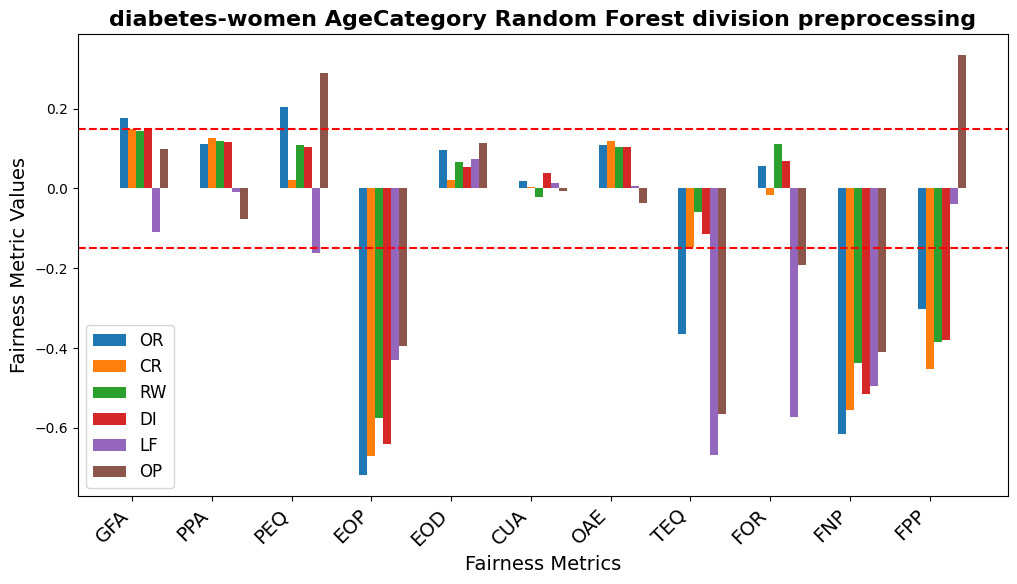 diabetes-women AgeCategory Random Forest division preprocessing
Fairness Metric Values
0.2
0.0
−0.2
−0.4
−0.6
OR
CR
RW
DI
LF
OP
GFA
PPA
PEQ
EOP
EOD
CUA
OAE
TEQ
FOR
FNP
FPP
Fairness Metrics